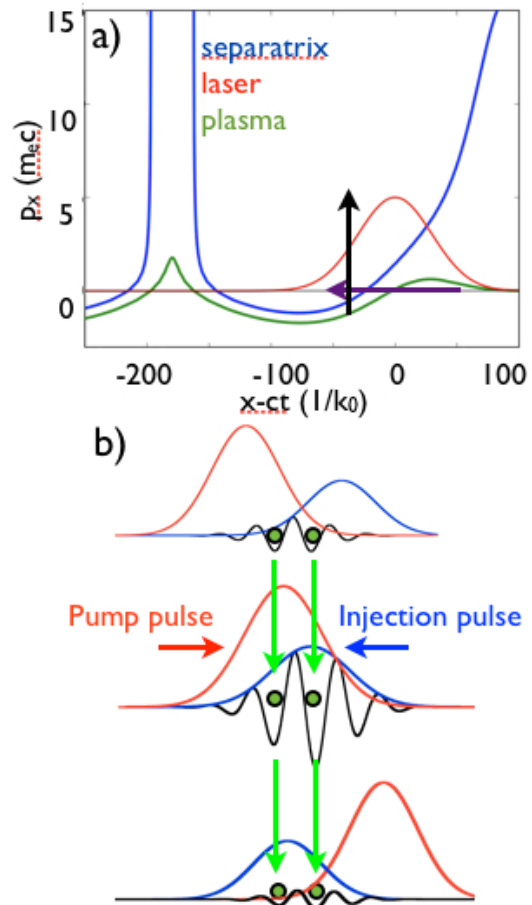 a)
separatrix
laser
plasma
15
10
5
0
px (mec)
-200 -100 0 100
x-ct (1/k0)
b)
Pump pulse Injection pulse